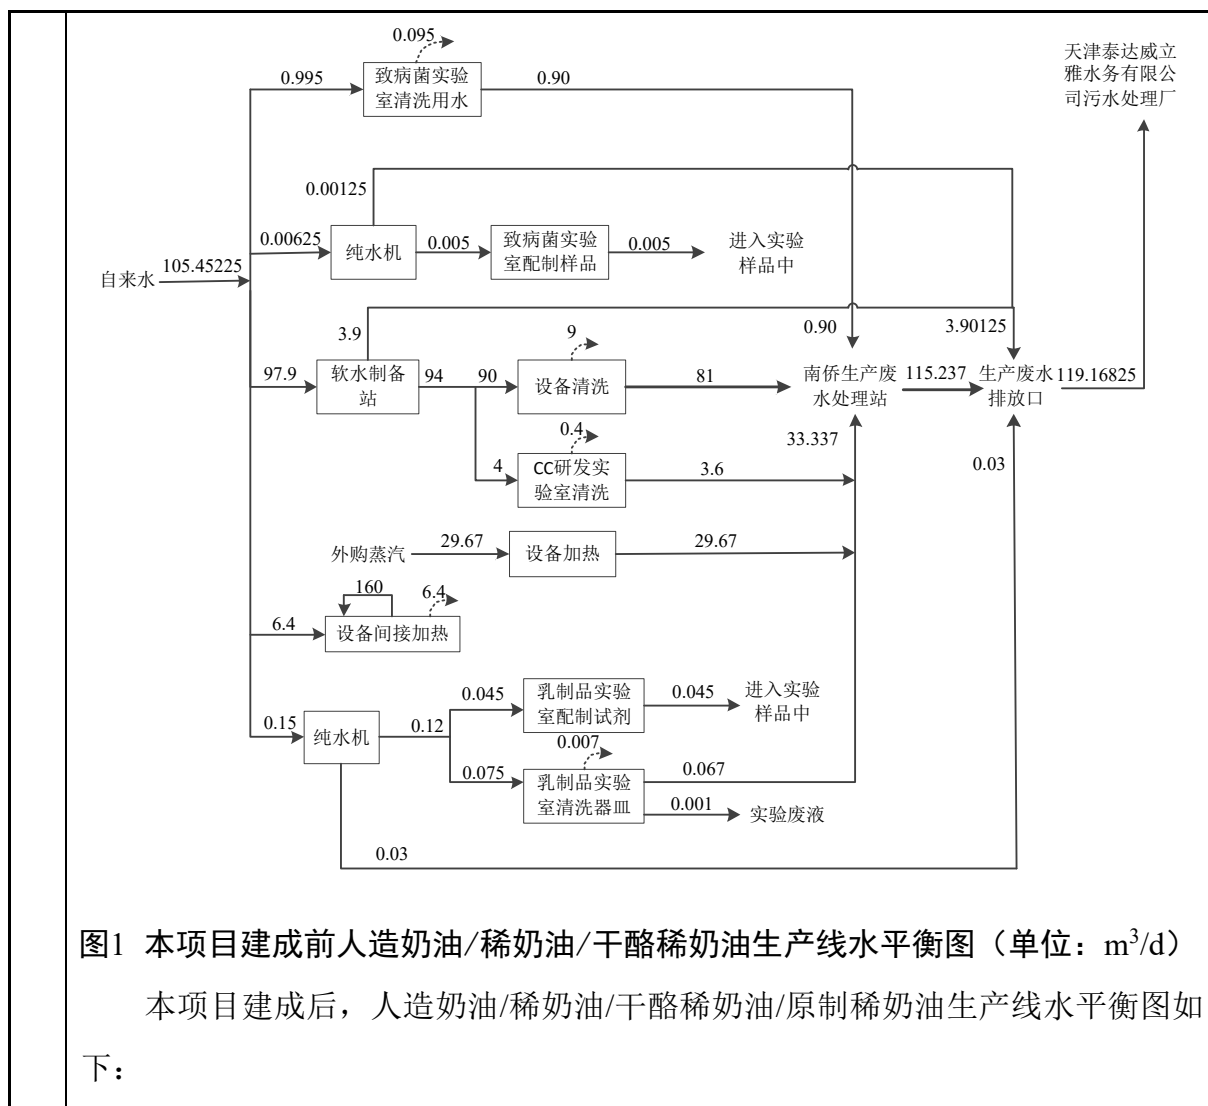 0.095
天津泰达威立
雅水务有限公
司污水处理厂
0.995
致病菌实验
室清洗用水
0.90
0.00125
0.00625
纯水机
0.005
致病菌实验
室配制样品
0.005
进入实验
样品中
自来水
105.45225
3.9
9
0.90
3.90125
97.9
软水制备
站
94
90
设备清洗
81
南侨生产废
水处理站
115.237
生产废水
排放口
119.16825
0.4
33.337
4
CC研发实
验室清洗
3.6
0.03
外购蒸汽
29.67
设备加热
29.67
160
6.4
6.4
设备间接加热
0.045
乳制品实验
室配制试剂
0.045
进入实验
样品中
0.15
纯水机
0.12
0.007
0.075
乳制品实验
室清洗器皿
0.067
0.001
实验废液
0.03
图1 本项目建成前人造奶油/稀奶油/干酪稀奶油生产线水平衡图（单位：m³/d）
本项目建成后，人造奶油/稀奶油/干酪稀奶油/原制稀奶油生产线水平衡图如
下：